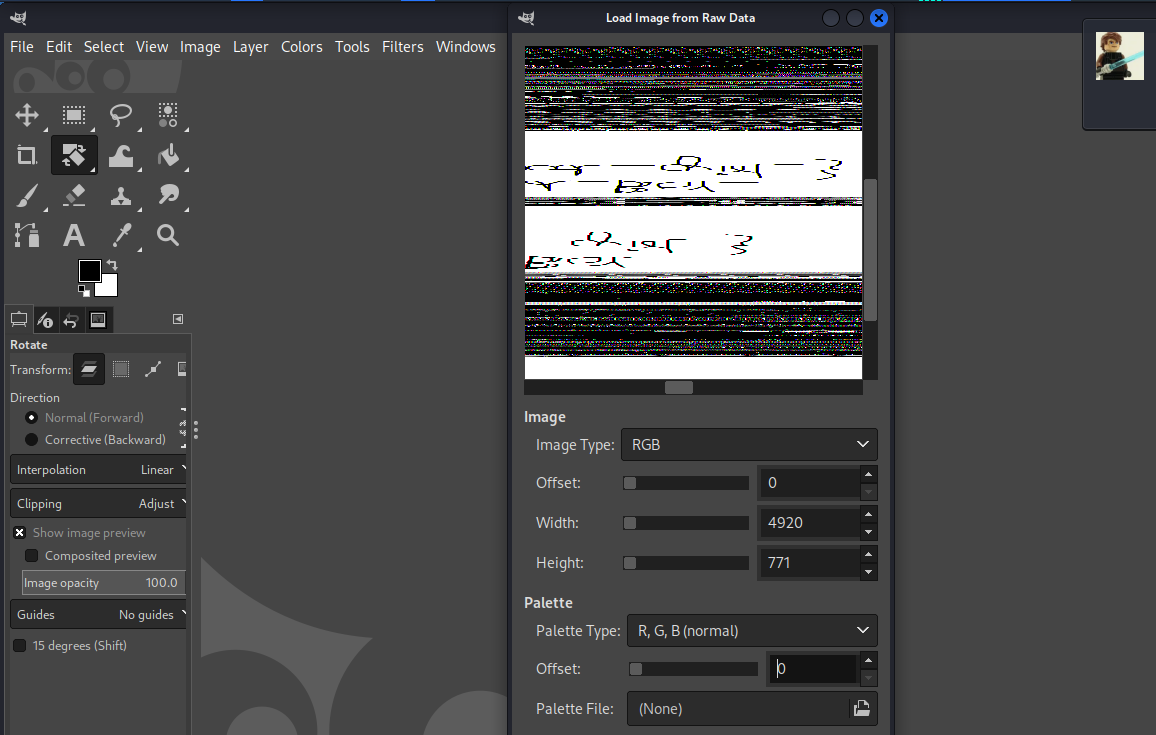 Load Image from Raw Data
File Edit Select View Image Layer Colors Tools Filters Windows
Rotate
Transform:
Direction
Normal (Forward)
Corrective (Backward)
Interpolation Linear
Clipping Adjust
Show image preview
Composited preview
Image opacity 100.0
Guides No guides
15 degrees (Shift)
Image
Image Type: RGB
Offset: 0
Width: 4920
Height: 771
Palette
Palette Type: R, G, B (normal)
Offset: 0
Palette File: (None)